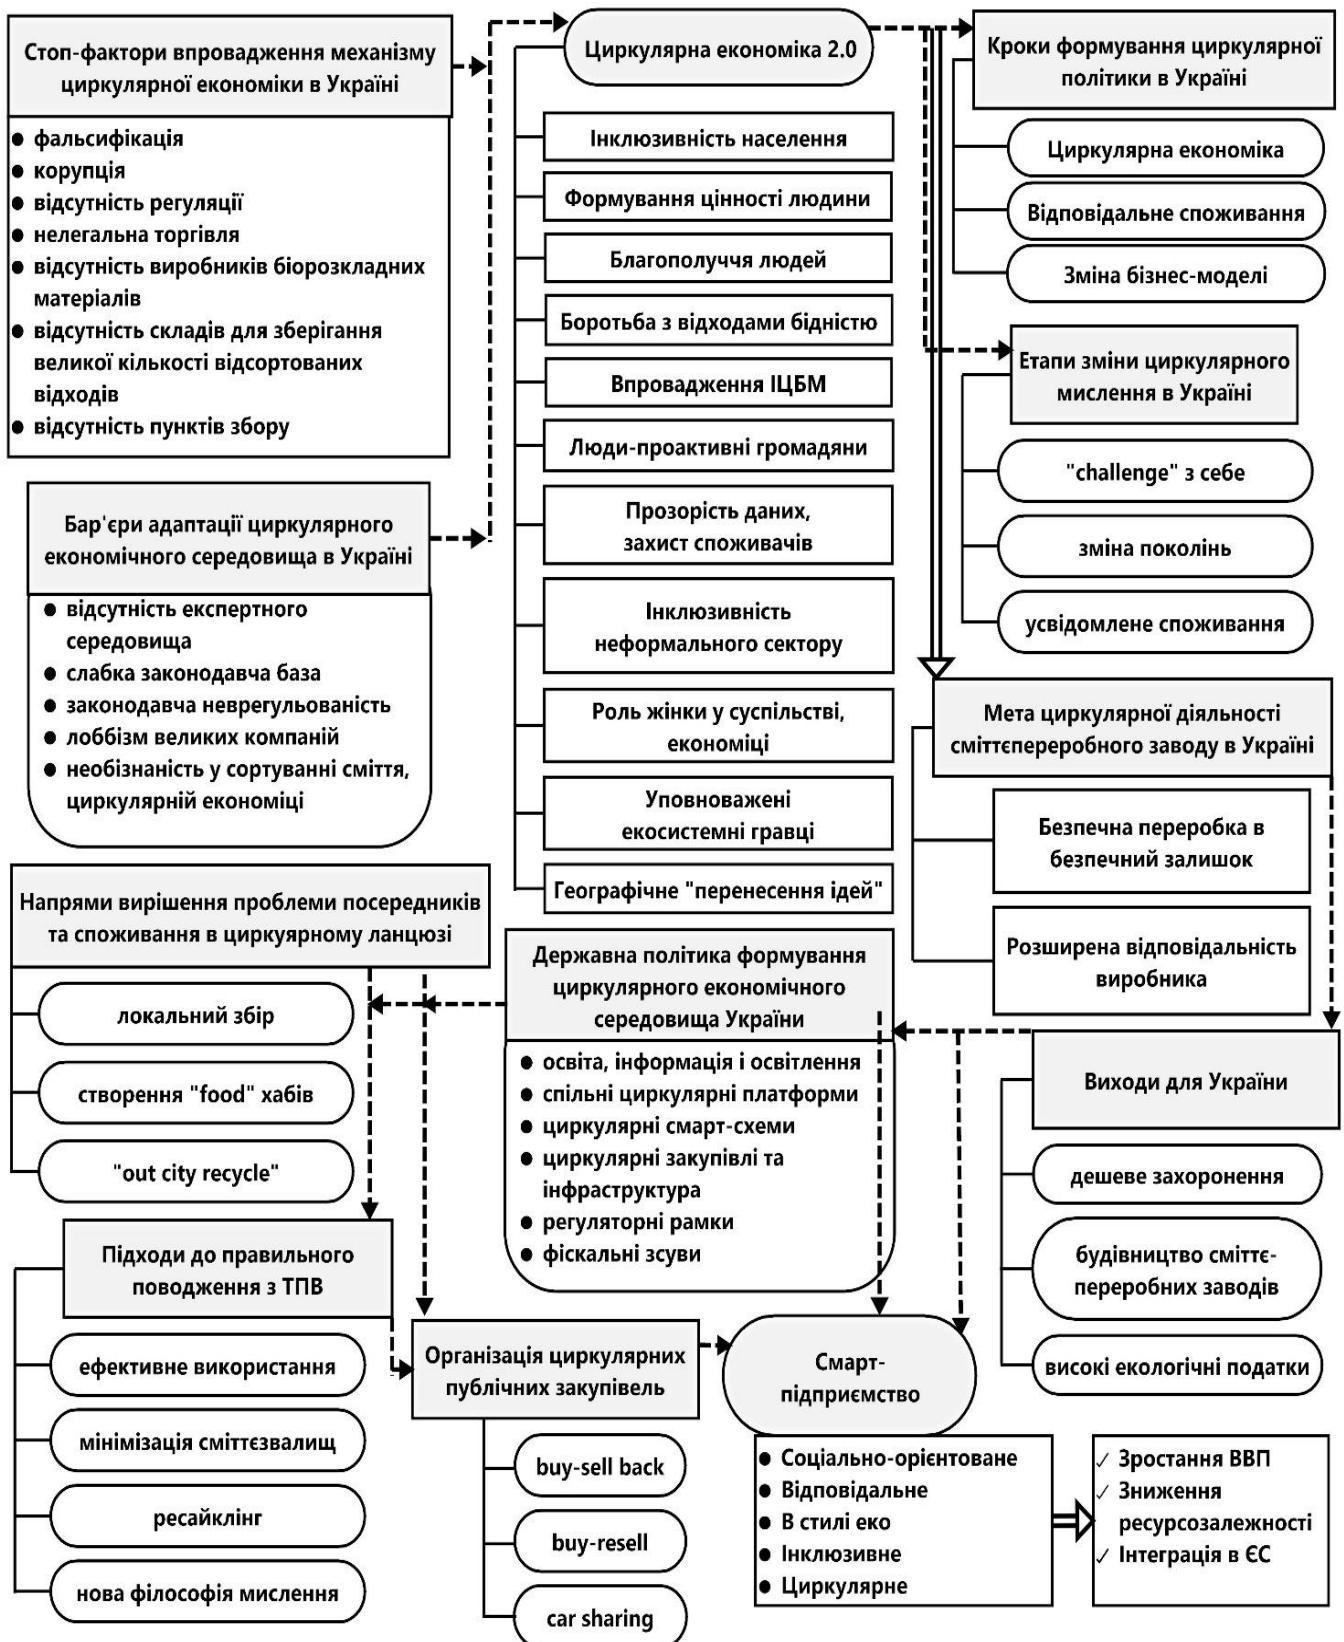 Стоп-фактори впровадження механізму
циркулярної економіки в Україні
● фальсифікація
● корупція
● відсутність регуляції
● нелегальна торгівля
● відсутність виробників біорозкладних
матеріалів
● відсутність складів для зберігання
великої кількості відсортованих
відходів
● відсутність пунктів збору
Бар'єри адаптації циркулярного
економічного середовища в Україні
● відсутність експертного
середовища
● слабка законодавча база
● законодавча неврегульованість
● лоббізм великих компаній
● необізнаність у сортуванні сміття,
циркулярній економіці
Циркулярна економіка 2.0
Інклюзивність населення
Формування цінності людини
Благополуччя людей
Боротьба з відходами бідністю
Впровадження ІЦБМ
Люди-проактивні громадяни
Прозорість даних,
захист споживачів
Інклюзивність
неформального сектору
Роль жінки у суспільстві,
економіці
Уповноважені
екосистемні гравці
Географічне "перенесення ідей"
Кроки формування циркулярної
політики в Україні
Циркулярна економіка
Відповідальне споживання
Зміна бізнес-моделі
Етапи зміни циркулярного
мислення в Україні
"challenge" з себе
зміна поколінь
усвідомлене споживання
Мета циркулярної діяльності
сміттєпереробного заводу в Україні
Безпечна переробка в
безпечний залишок
Розширена відповідальність
виробника
Напрями вирішення проблеми посередників
та споживання в циркуярному ланцюзі
локальний збір
створення "food" хабів
"out city recycle"
Державна політика формування
циркулярного економічного
середовища України
● освіта, інформація і освітлення
● спільні циркулярні платформи
● циркулярні смарт-схеми
● циркулярні закупівлі та
інфраструктура
● регуляторні рамки
● фіскальні зсуви
Виходи для України
дешеве захоронення
будівництво сміттє-
переробних заводів
високі екологічні податки
Підходи до правильного
поводження з ТПВ
ефективне використання
мінімізація сміттєзвалищ
ресайклінг
нова філософія мислення
Організація циркулярних
публічних закупівель
buy-sell back
buy-resell
car sharing
Смарт-
підприємство
● Соціально-орієнтоване
● Відповідальне
● В стилі еко
● Інклюзивне
● Циркулярне
✓ Зростання ВВП
✓ Зниження
ресурсозалежності
✓ Інтеграція в ЄС